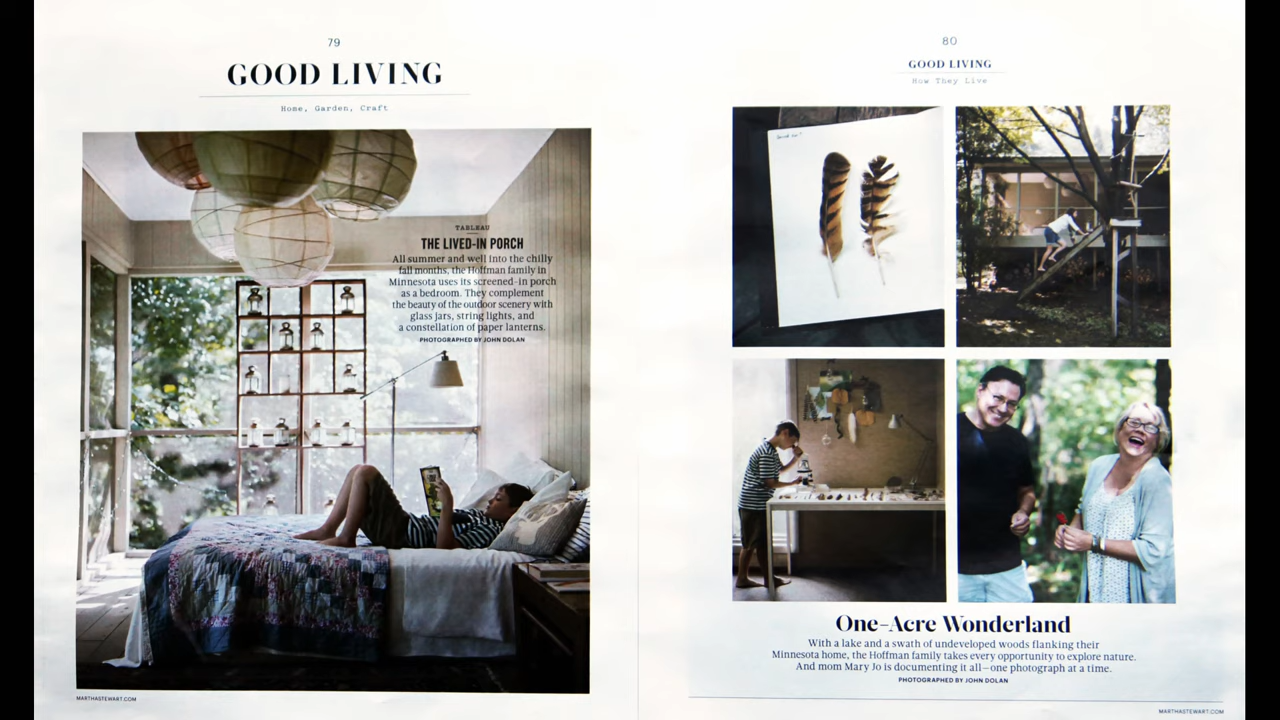 79
GOOD LIVING
Home, Garden, Craft
TABLEAU
THE LIVED-IN PORCH
All summer and well into the chilly
fall months, the Hoffman family in
Minnesota uses its screened-in porch
as a bedroom. They complement
the beauty of the outdoor scenery with
glass jars, string lights, and
a constellation of paper lanterns.
PHOTOGRAPHED BY JOHN DOLAN
MARTHASTEWART.COM
80
GOOD LIVING
How They Live
One-Acre Wonderland
With a lake and a swath of undeveloped woods flanking their
Minnesota home, the Hoffman family takes every opportunity to explore nature.
And mom Mary Jo is documenting it all—one photograph at a time.
PHOTOGRAPHED BY JOHN DOLAN
MARTHASTEWART.COM